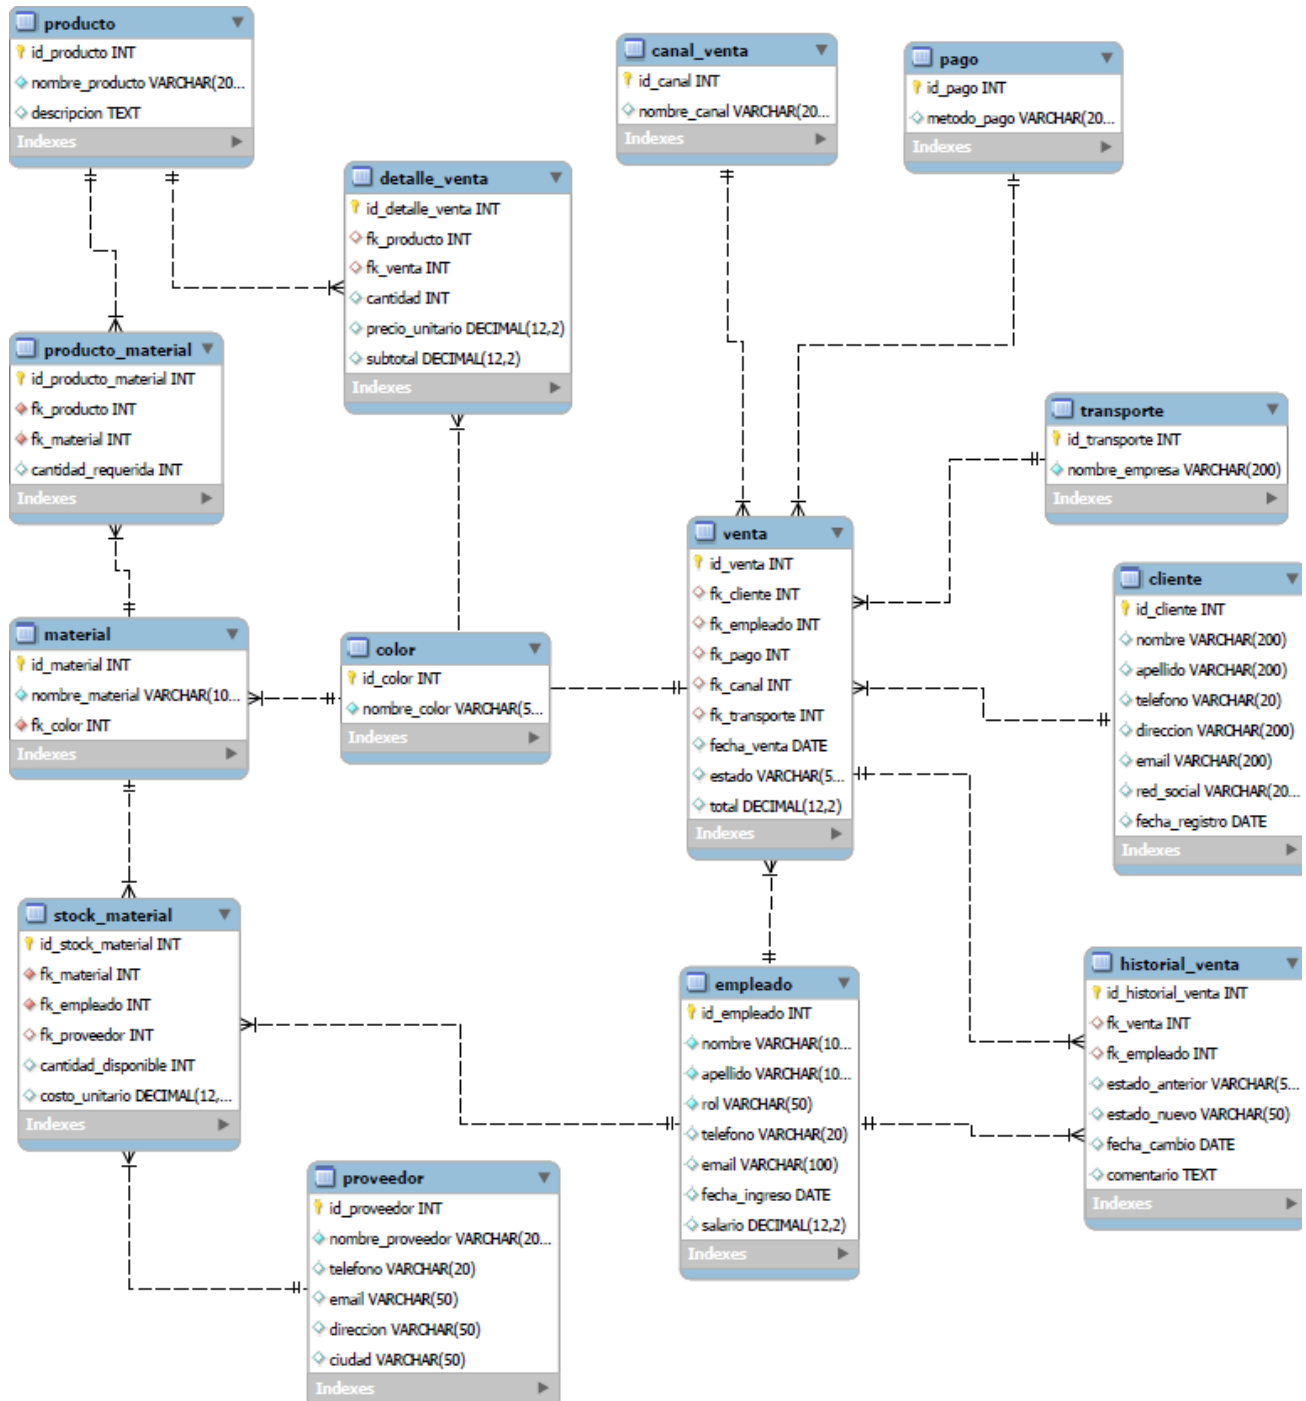 producto
id_producto INT
nombre_producto VARCHAR(20...
descripcion TEXT
Indexes
canal_venta
id_canal INT
nombre_canal VARCHAR(20...
Indexes
pago
id_pago INT
metodo_pago VARCHAR(20...
Indexes
detalle_venta
id_detalle_venta INT
fk_producto INT
fk_venta INT
cantidad INT
precio_unitario DECIMAL(12,2)
subtotal DECIMAL(12,2)
Indexes
producto_material
id_producto_material INT
fk_producto INT
fk_material INT
cantidad_requerida INT
Indexes
transporte
id_transporte INT
nombre_empresa VARCHAR(200)
Indexes
venta
id_venta INT
fk_cliente INT
fk_empleado INT
fk_pago INT
fk_canal INT
fk_transporte INT
fecha_venta DATE
estado VARCHAR(5...
total DECIMAL(12,2)
Indexes
cliente
id_cliente INT
nombre VARCHAR(200)
apellido VARCHAR(200)
telefono VARCHAR(20)
direccion VARCHAR(200)
email VARCHAR(200)
red_social VARCHAR(20...
fecha_registro DATE
Indexes
material
id_material INT
nombre_material VARCHAR(10...
fk_color INT
Indexes
color
id_color INT
nombre_color VARCHAR(5...
Indexes
stock_material
id_stock_material INT
fk_material INT
fk_empleado INT
fk_proveedor INT
cantidad_disponible INT
costo_unitario DECIMAL(12,...
Indexes
empleado
id_empleado INT
nombre VARCHAR(10...
apellido VARCHAR(10...
rol VARCHAR(50)
telefono VARCHAR(20)
email VARCHAR(100)
fecha_ingreso DATE
salario DECIMAL(12,2)
Indexes
historial_venta
id_historial_venta INT
fk_venta INT
fk_empleado INT
estado_anterior VARCHAR(5...
estado_nuevo VARCHAR(50)
fecha_cambio DATE
comentario TEXT
Indexes
proveedor
id_proveedor INT
nombre_proveedor VARCHAR(20...
telefono VARCHAR(20)
email VARCHAR(50)
direccion VARCHAR(50)
ciudad VARCHAR(50)
Indexes